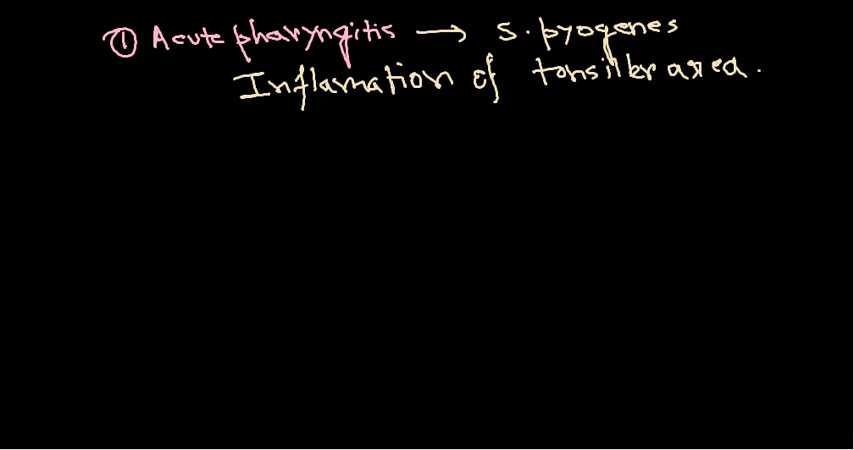 ① Acute pharyngitis → S. pyogenes
Inflamation of tonsillar area.